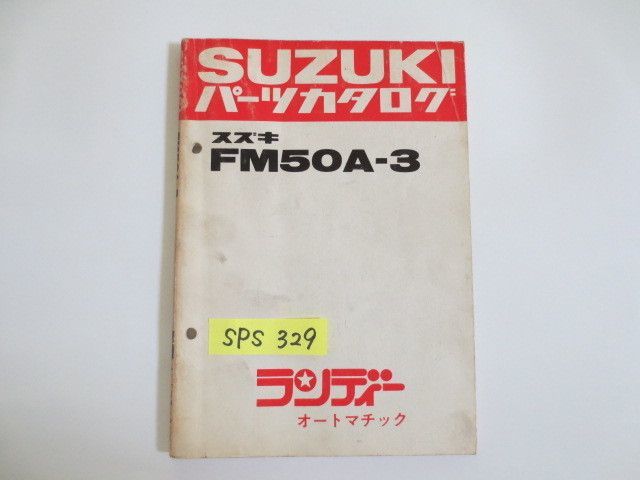 SUZUKI
パーツカタログ
スズキ
FM50A-3
SPS 329
ランディー
オートマチック